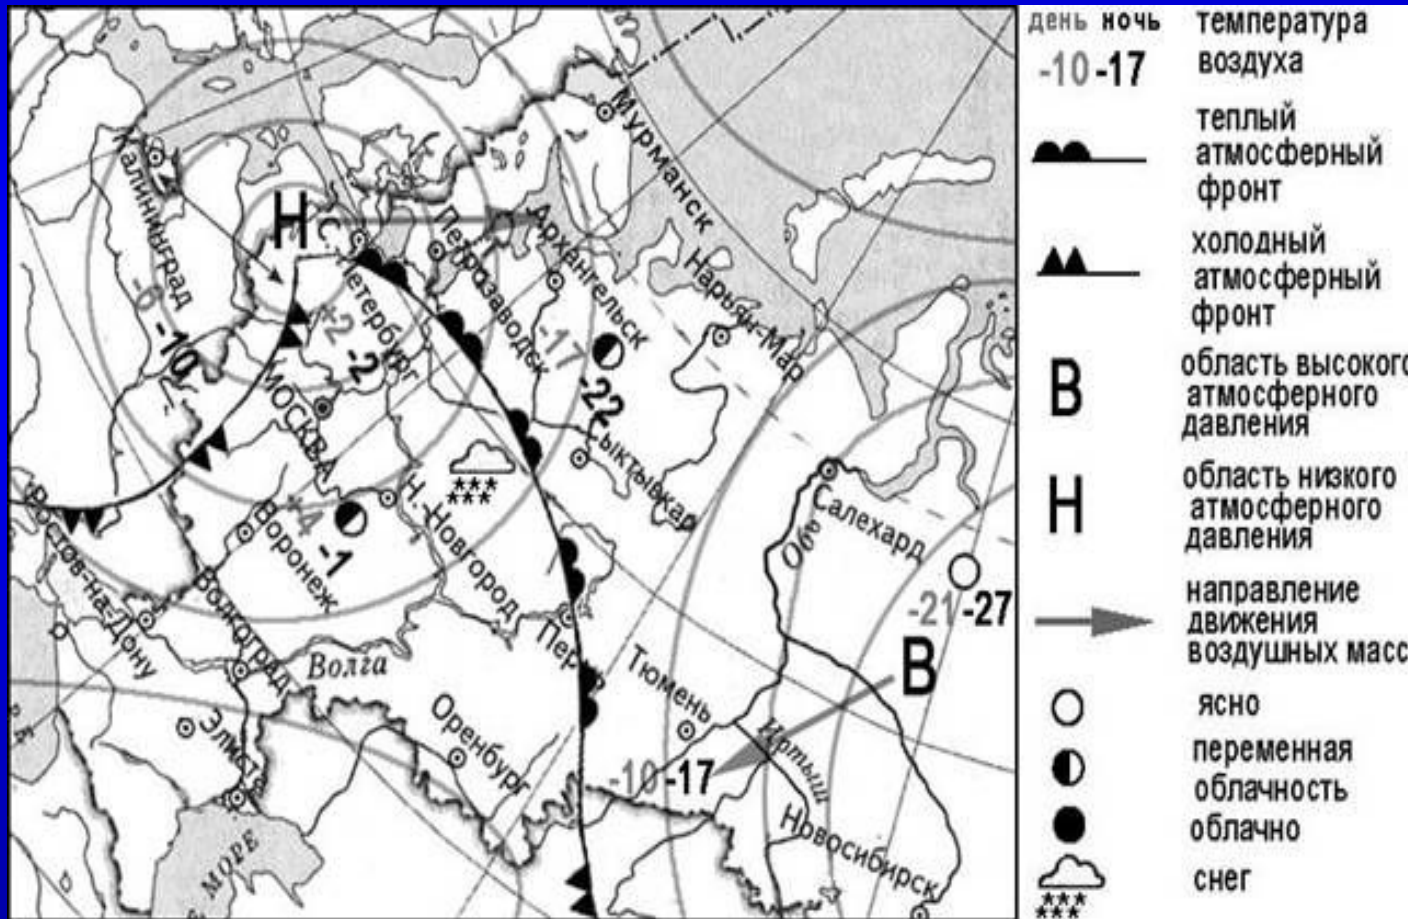 Мурманск
Калининград
Н
С.
Петрозаводск
Архангельск
Нарьян-Мар
-10
+2 -2
-17
-22
МОСКВА
Сыктывкар
Салехард
Обь
+4
-1
Воронеж
Н. Новгород
Ростов-на-Дону
Волгоград
-21 -27
В
Волга
Тюмень
Оренбург
Элиста
Иртыш
-10 -17
Новосибирск
МОРЕ
день ночь
-10 -17
температура
воздуха
теплый
атмосферный
фронт
холодный
атмосферный
фронт
В
область высокого
атмосферного
давления
Н
область низкого
атмосферного
давления
направление
движения
воздушных масс
ясно
переменная
облачность
облачно
снег